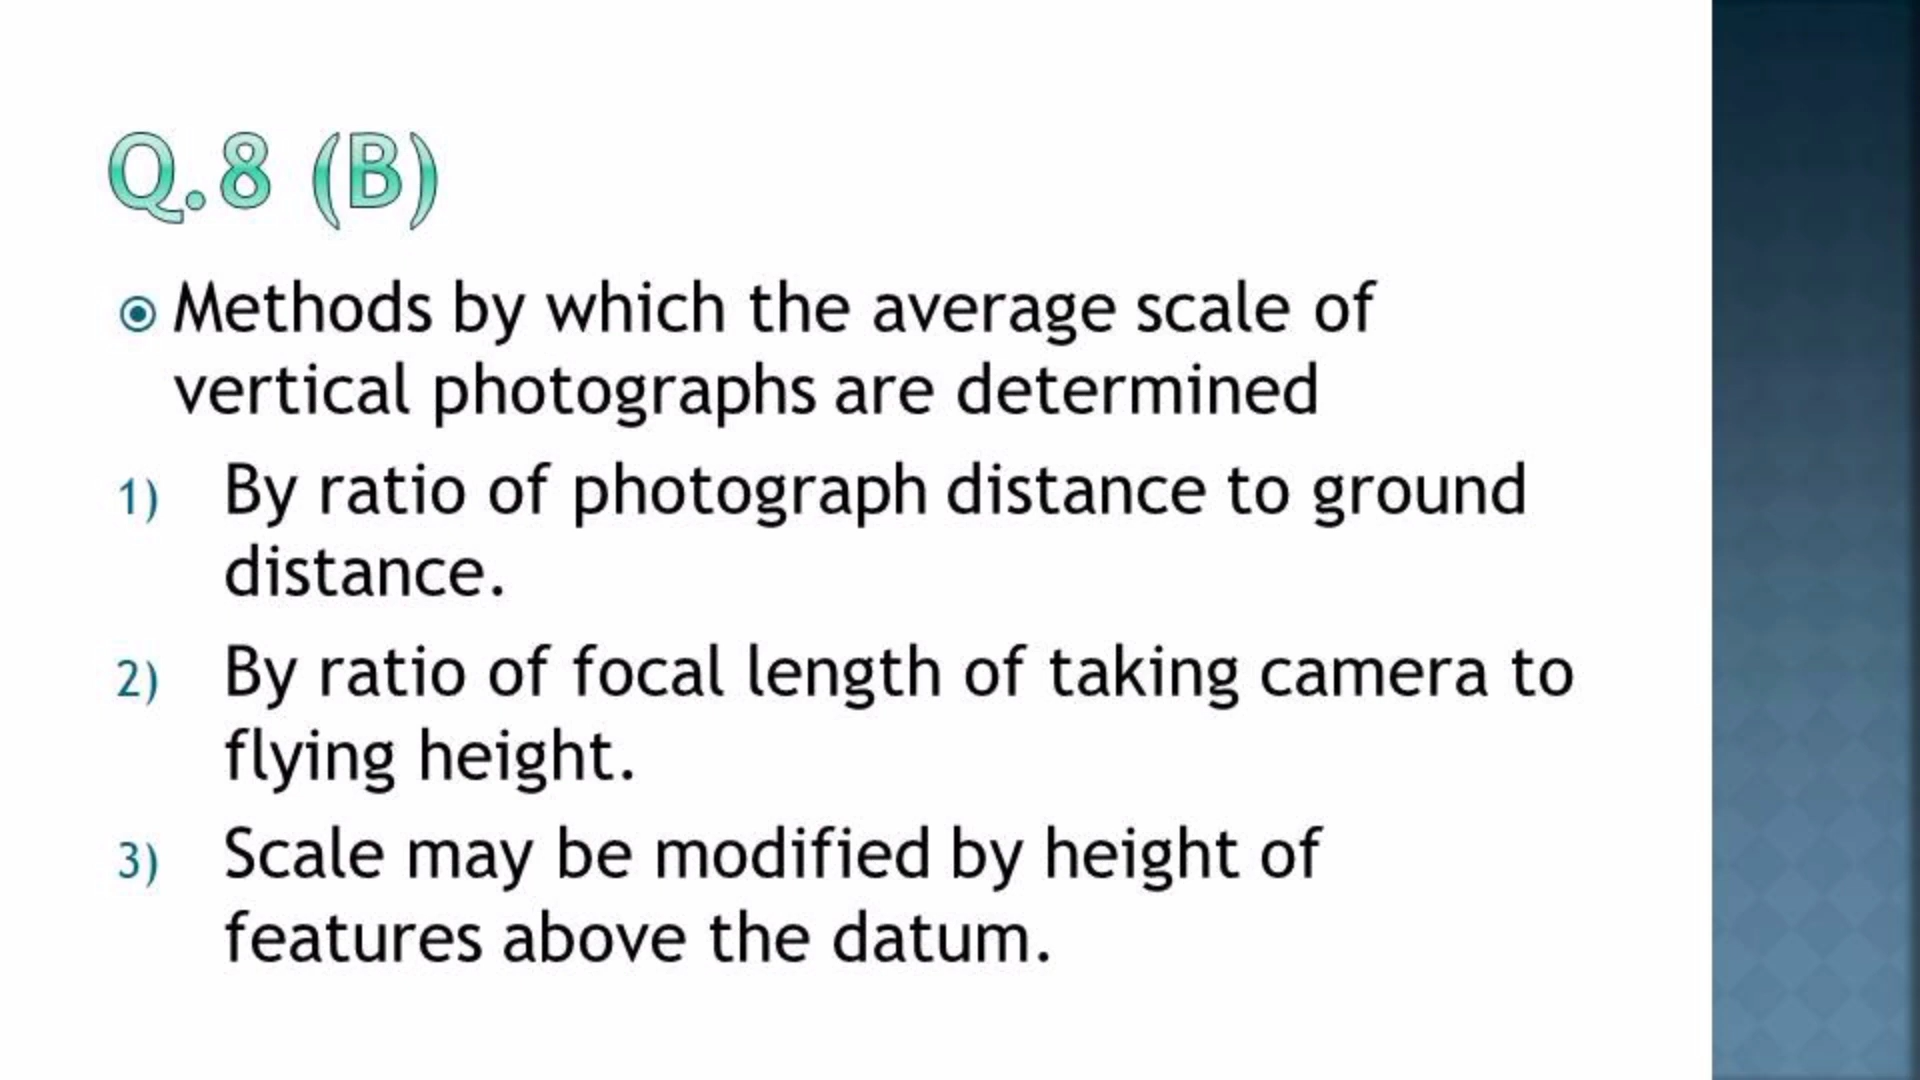 Q.8 (B)
Methods by which the average scale of
vertical photographs are determined
1) By ratio of photograph distance to ground
distance.
2) By ratio of focal length of taking camera to
flying height.
3) Scale may be modified by height of
features above the datum.